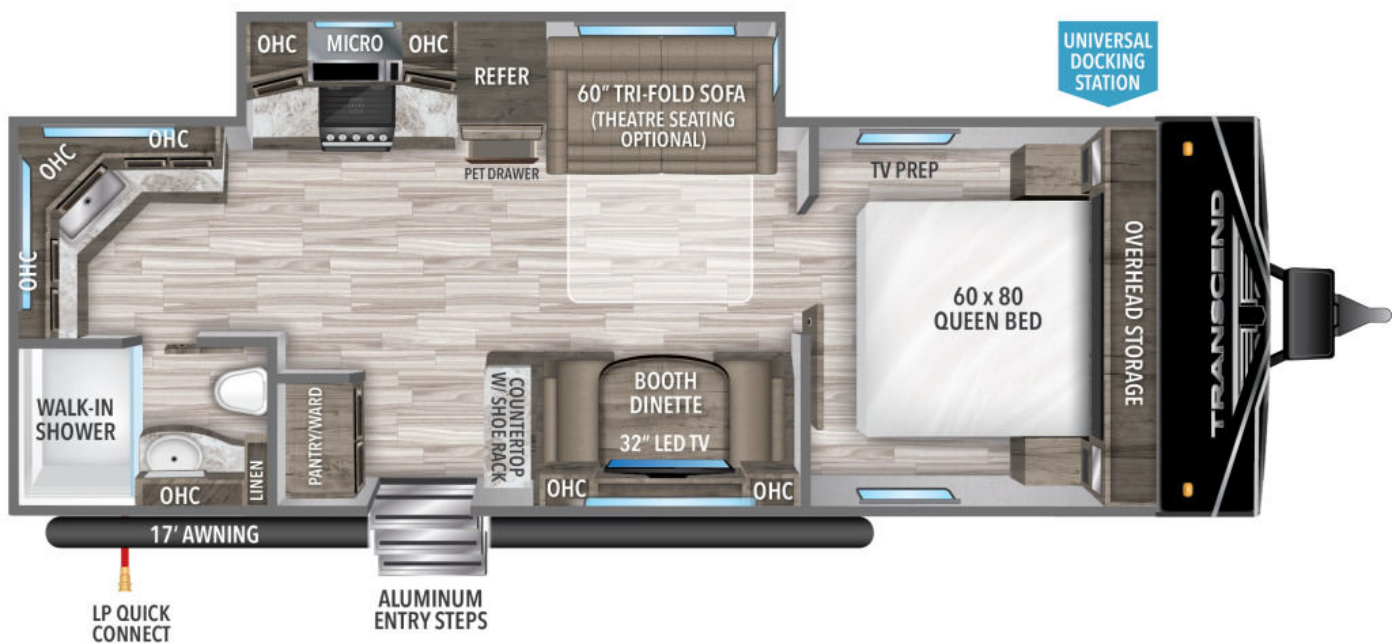 OHC
MICRO
OHC
REFER
60" TRI-FOLD SOFA
(THEATRE SEATING
OPTIONAL)
UNIVERSAL
DOCKING
STATION
OHC
OHC
OHC
PET DRAWER
TV PREP
60 x 80
QUEEN BED
OVERHEAD STORAGE
TRANSCEND
WALK-IN
SHOWER
OHC
LINEN
PANTRY/WARD
COUNTERTOP
W/ SHOE RACK
BOOTH
DINETTE
32" LED TV
OHC
OHC
17' AWNING
LP QUICK
CONNECT
ALUMINUM
ENTRY STEPS